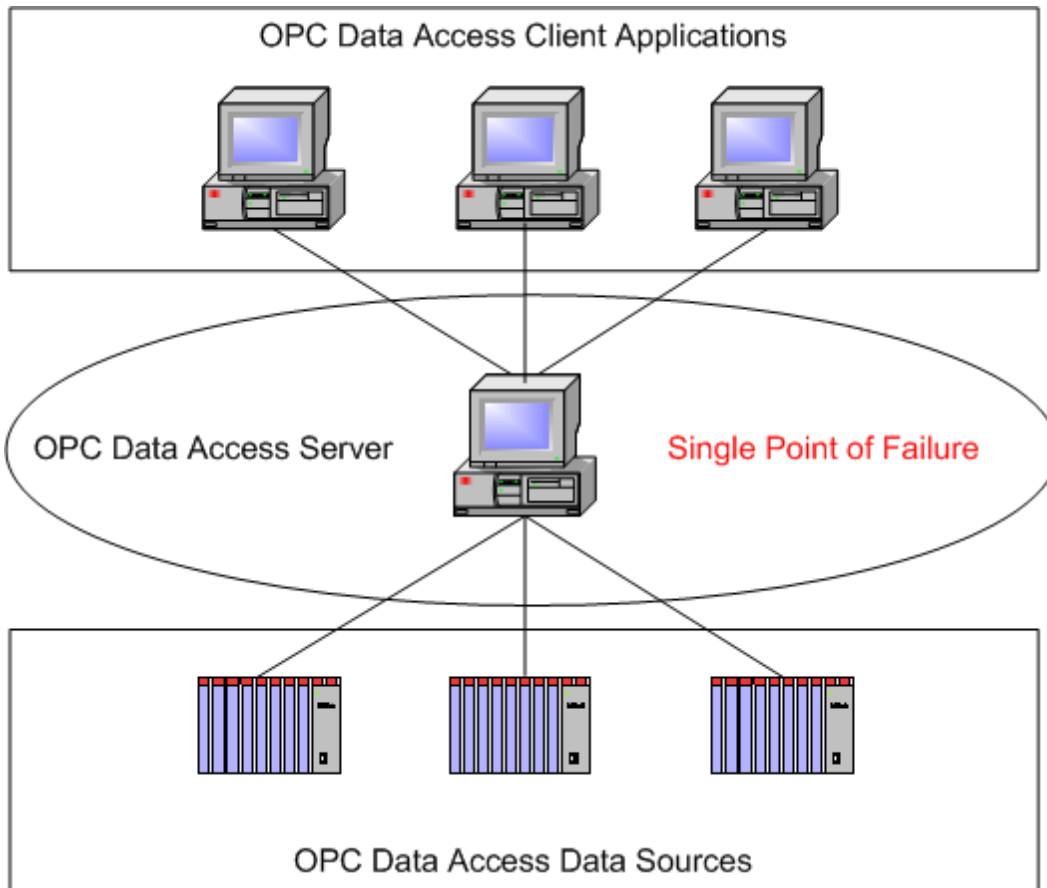 OPC Data Access Client Applications
OPC Data Access Server
Single Point of Failure
OPC Data Access Data Sources